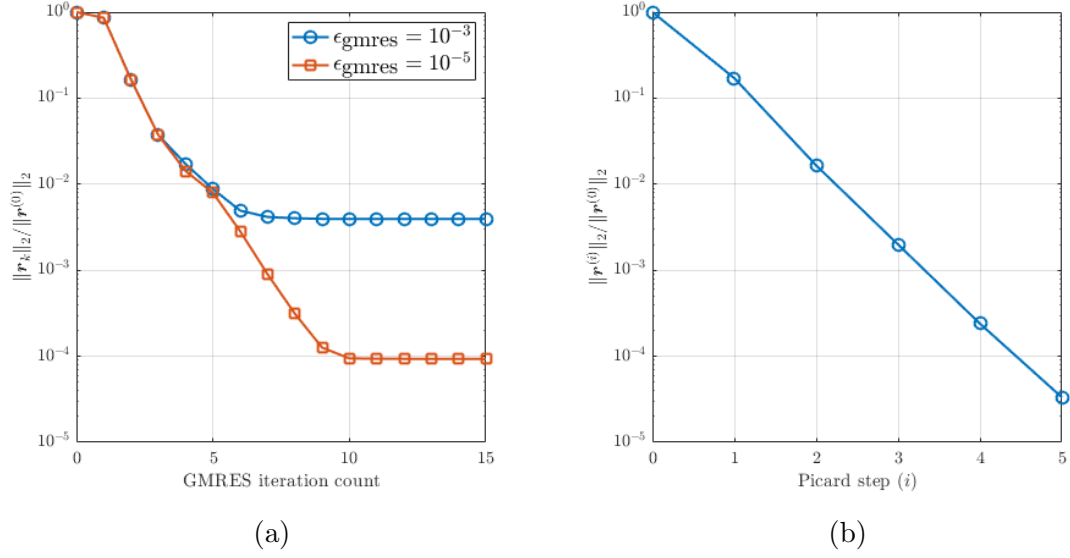 10^0
10^{-1}
10^{-2}
10^{-3}
10^{-4}
10^{-5}
‖r_k‖_2/‖r^{(0)}‖_2
ϵ_gmres = 10^{-3}
ϵ_gmres = 10^{-5}
0 5 10 15
GMRES iteration count
(a)
10^0
10^{-1}
10^{-2}
10^{-3}
10^{-4}
10^{-5}
‖r^{(i)}‖_2/‖r^{(0)}‖_2
0 1 2 3 4 5
Picard step (i)
(b)